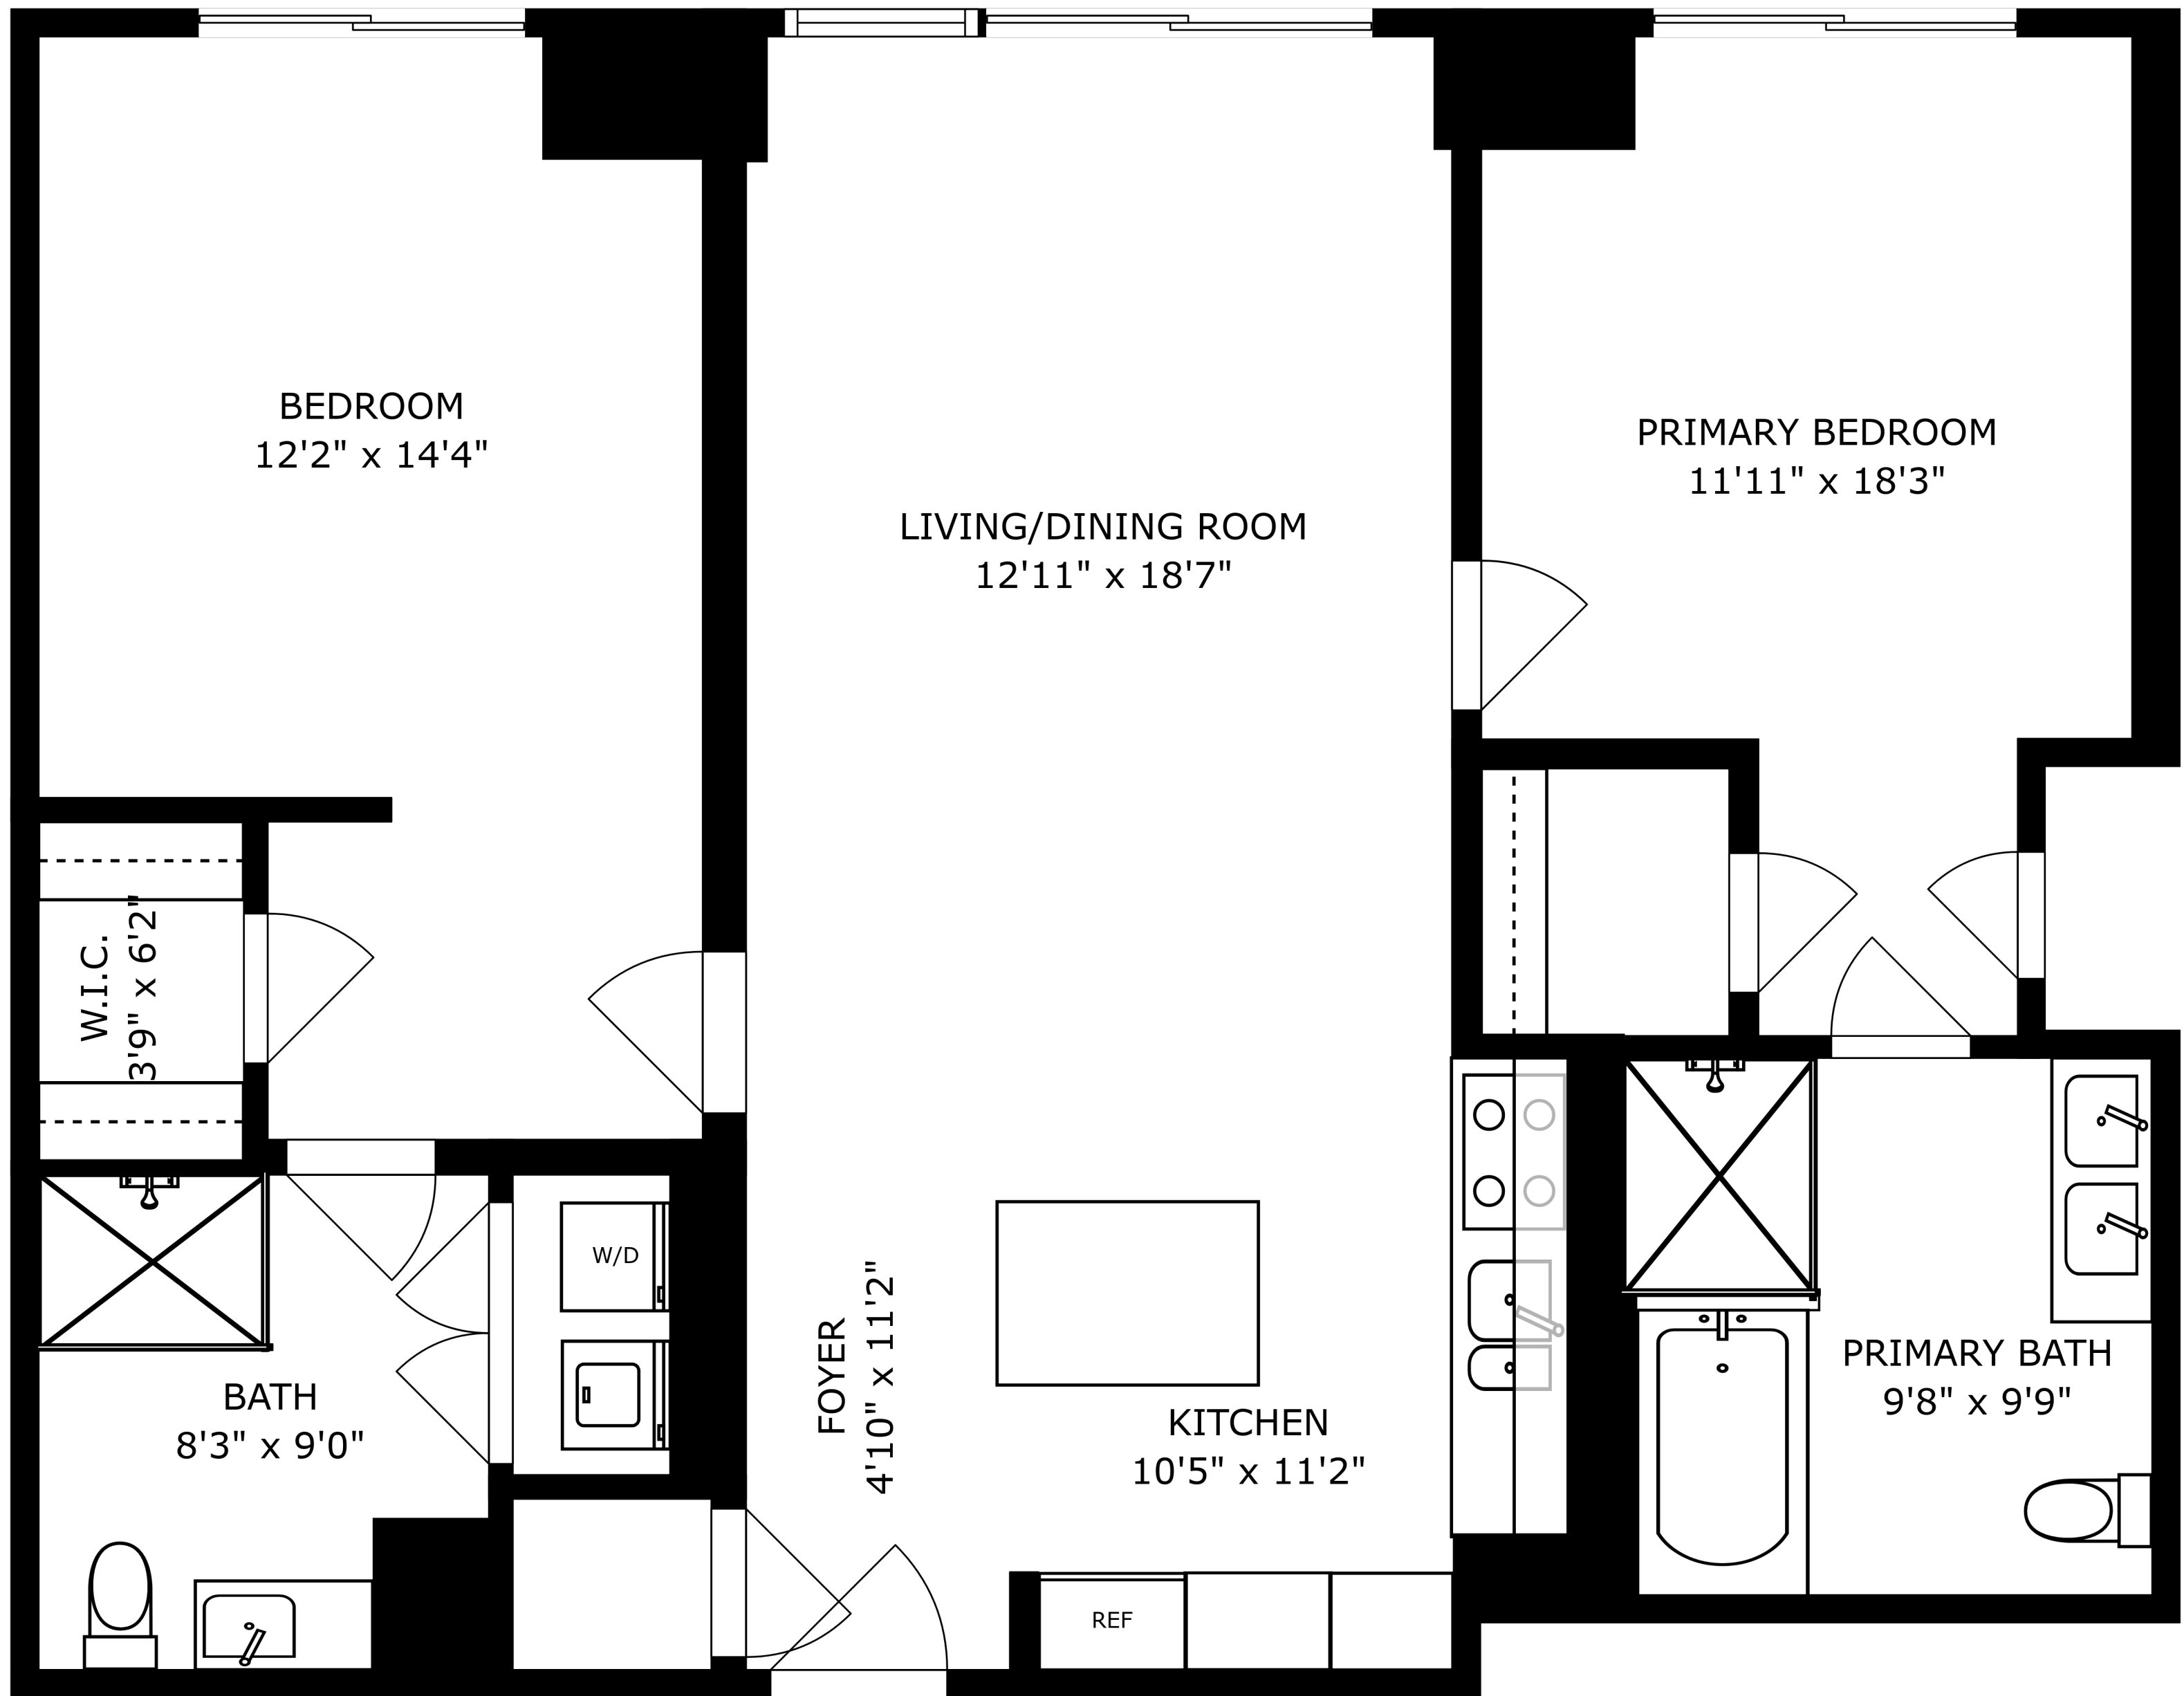 BEDROOM
12'2" x 14'4"
PRIMARY BEDROOM
11'11" x 18'3"
LIVING/DINING ROOM
12'11" x 18'7"
W.I.C.
3'9" x 6'2"
W/D
FOYER
4'10" x 11'2"
PRIMARY BATH
9'8" x 9'9"
BATH
8'3" x 9'0"
KITCHEN
10'5" x 11'2"
REF